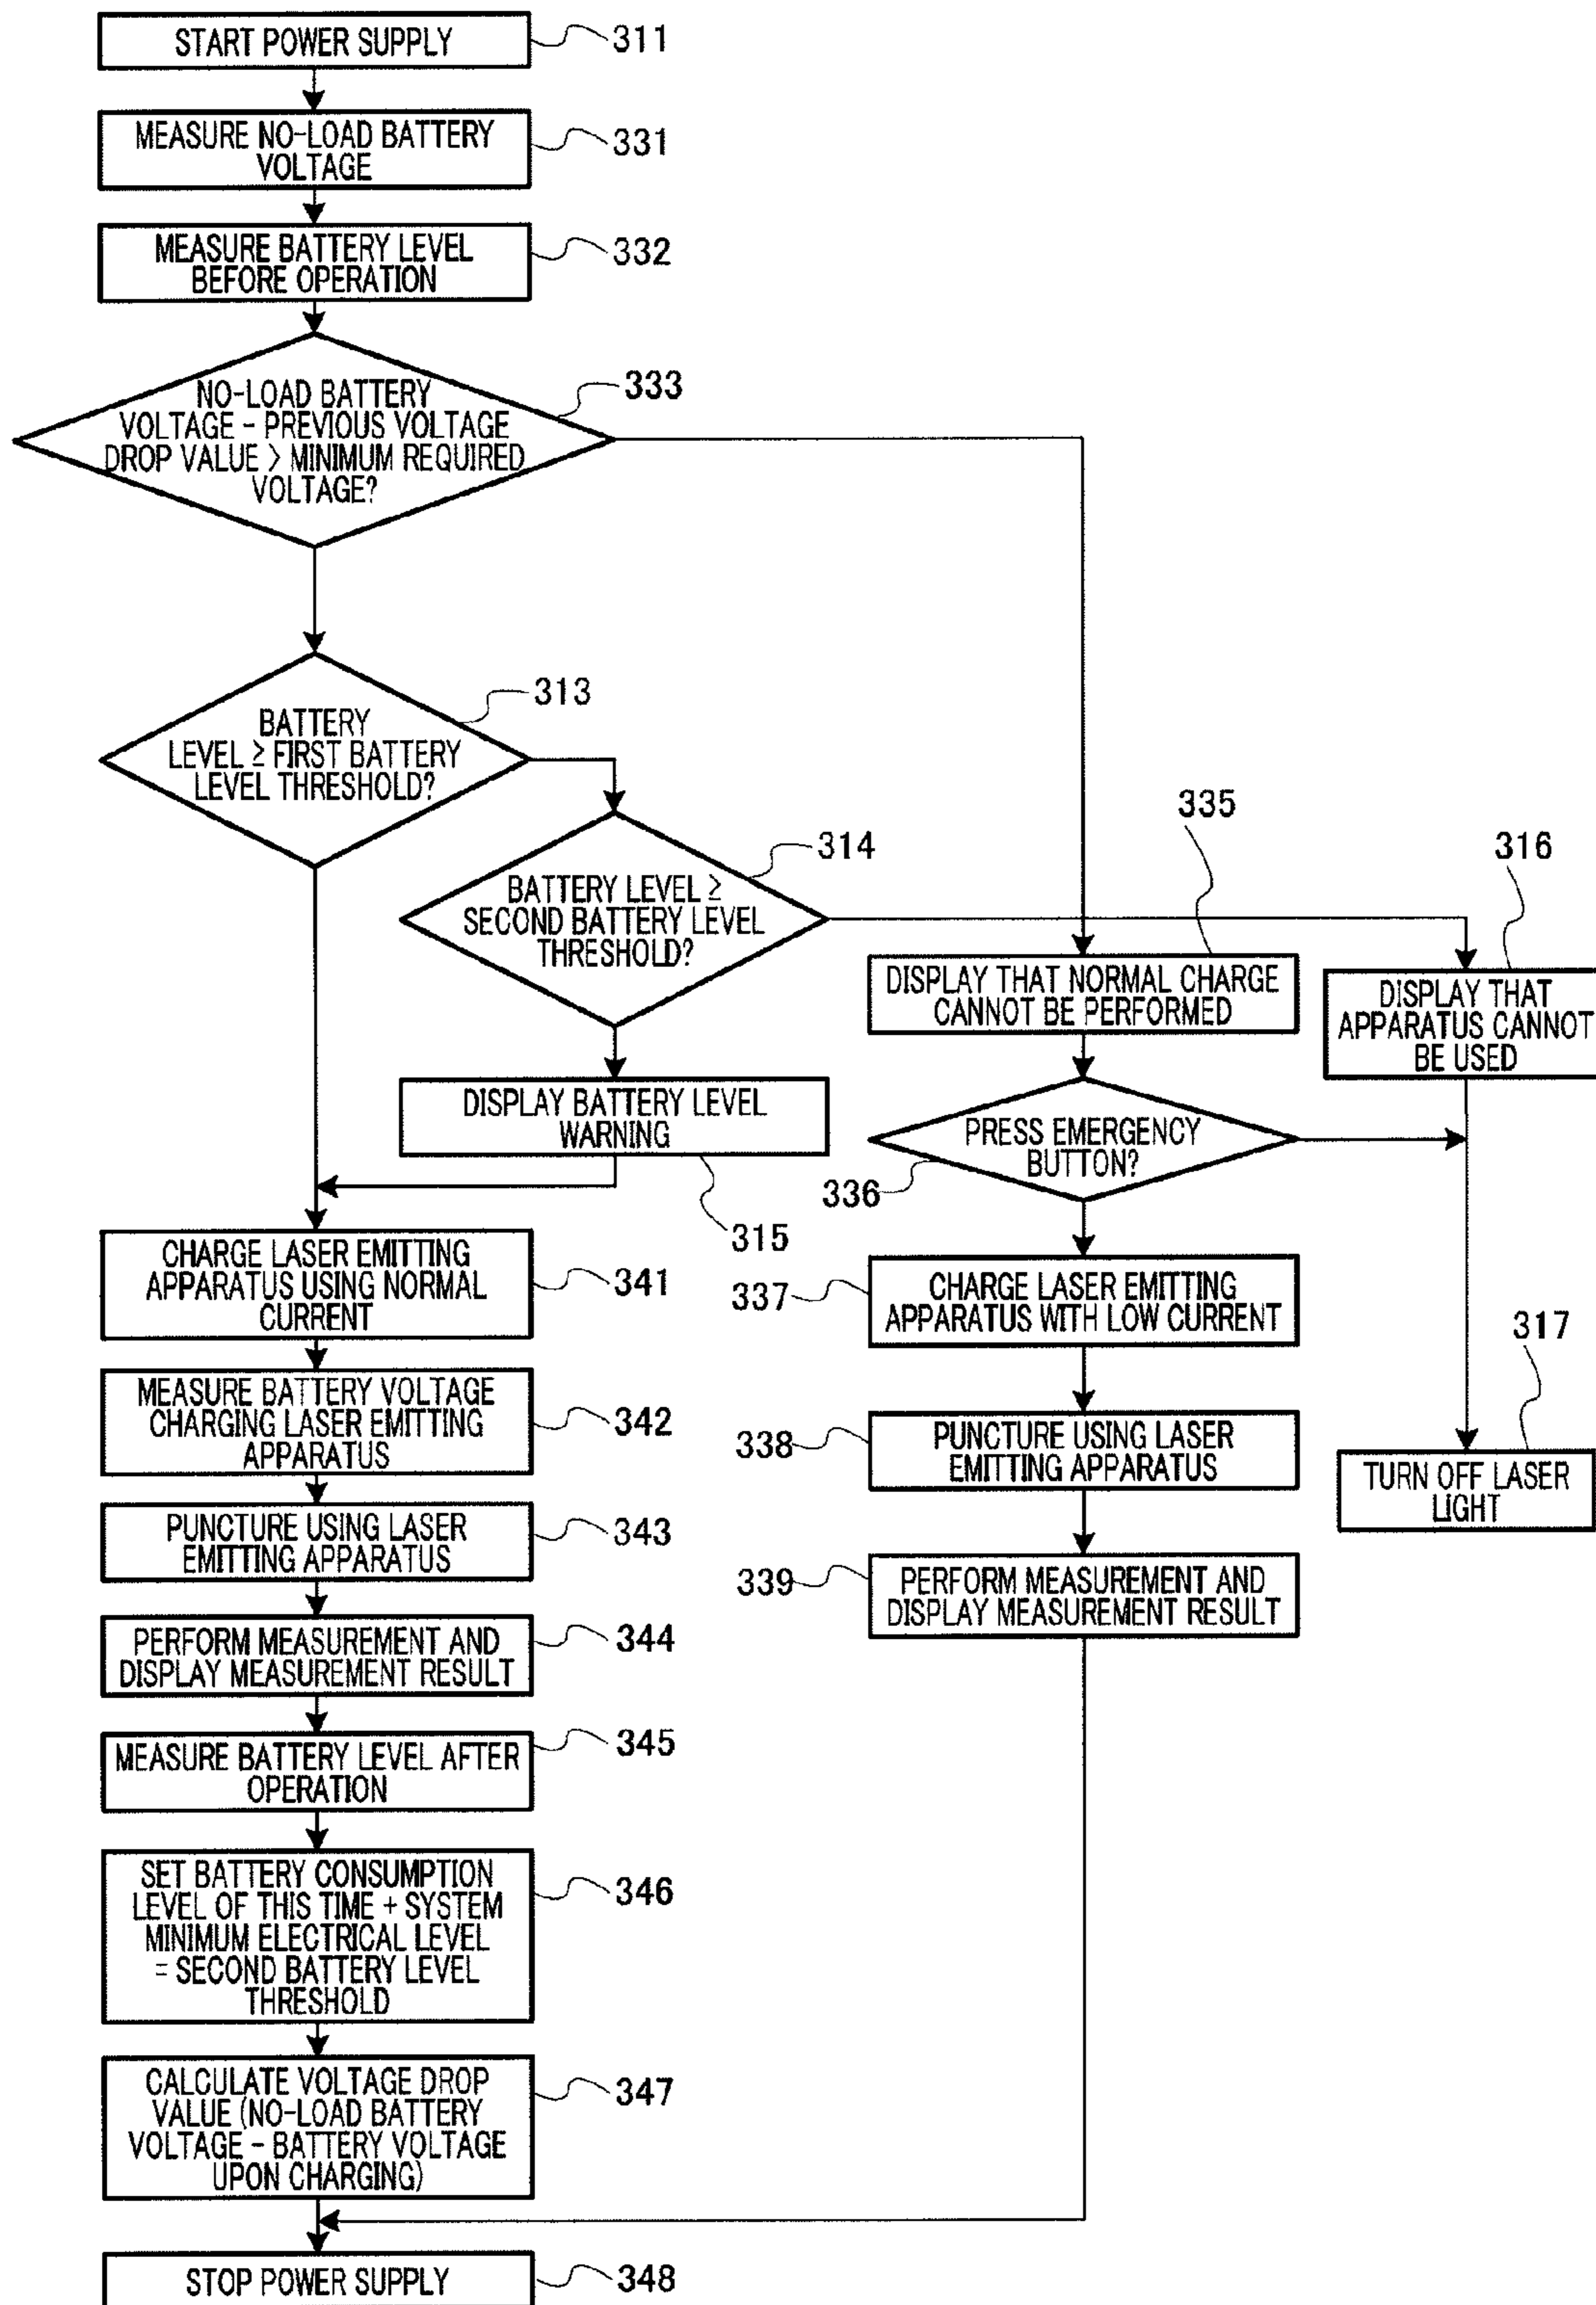 START POWER SUPPLY
311
MEASURE NO-LOAD BATTERY
VOLTAGE
331
MEASURE BATTERY LEVEL
BEFORE OPERATION
332
NO-LOAD BATTERY
VOLTAGE - PREVIOUS VOLTAGE
DROP VALUE > MINIMUM REQUIRED
VOLTAGE?
333
BATTERY
LEVEL ≥ FIRST BATTERY
LEVEL THRESHOLD?
313
BATTERY LEVEL ≥
SECOND BATTERY LEVEL
THRESHOLD?
314
DISPLAY BATTERY LEVEL
WARNING
315
335
DISPLAY THAT NORMAL CHARGE
CANNOT BE PERFORMED
316
DISPLAY THAT
APPARATUS CANNOT
BE USED
PRESS EMERGENCY
BUTTON?
336
CHARGE LASER EMITTING
APPARATUS WITH LOW CURRENT
337
PUNCTURE USING LASER
EMITTING APPARATUS
338
PERFORM MEASUREMENT AND
DISPLAY MEASUREMENT RESULT
339
317
TURN OFF LASER
LIGHT
CHARGE LASER EMITTING
APPARATUS USING NORMAL
CURRENT
341
MEASURE BATTERY VOLTAGE
CHARGING LASER EMITTING
APPARATUS
342
PUNCTURE USING LASER
EMITTING APPARATUS
343
PERFORM MEASUREMENT AND
DISPLAY MEASUREMENT RESULT
344
MEASURE BATTERY LEVEL AFTER
OPERATION
345
SET BATTERY CONSUMPTION
LEVEL OF THIS TIME + SYSTEM
MINIMUM ELECTRICAL LEVEL
= SECOND BATTERY LEVEL
THRESHOLD
346
CALCULATE VOLTAGE DROP
VALUE (NO-LOAD BATTERY
VOLTAGE - BATTERY VOLTAGE
UPON CHARGING)
347
STOP POWER SUPPLY
348